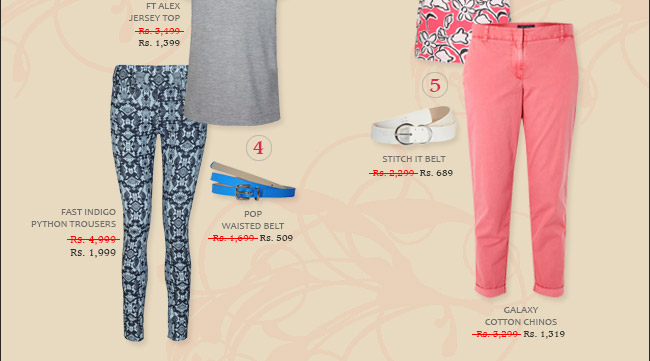 FT ALEX
JERSEY TOP
Rs. 3,499
Rs. 1,399
4
5
STITCH IT BELT
Rs. 2,299 Rs. 689
FAST INDIGO
PYTHON TROUSERS
Rs. 4,999
Rs. 1,999
POP
WAISTED BELT
Rs. 1,699 Rs. 509
GALAXY
COTTON CHINOS
Rs. 3,299 Rs. 1,319